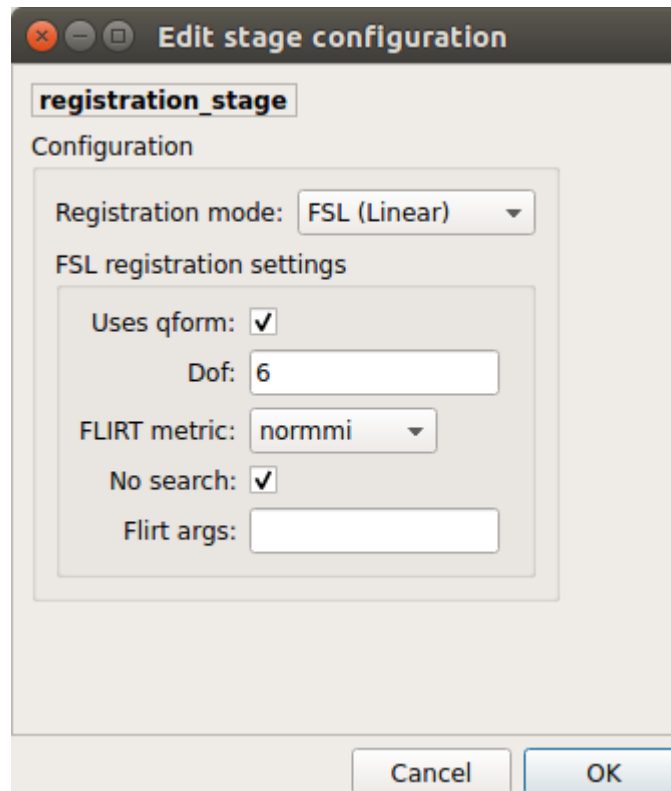 Edit stage configuration
registration_stage
Configuration
Registration mode: FSL (Linear)
FSL registration settings
Uses qform:
Dof: 6
FLIRT metric: normmi
No search:
Flirt args:
Cancel OK